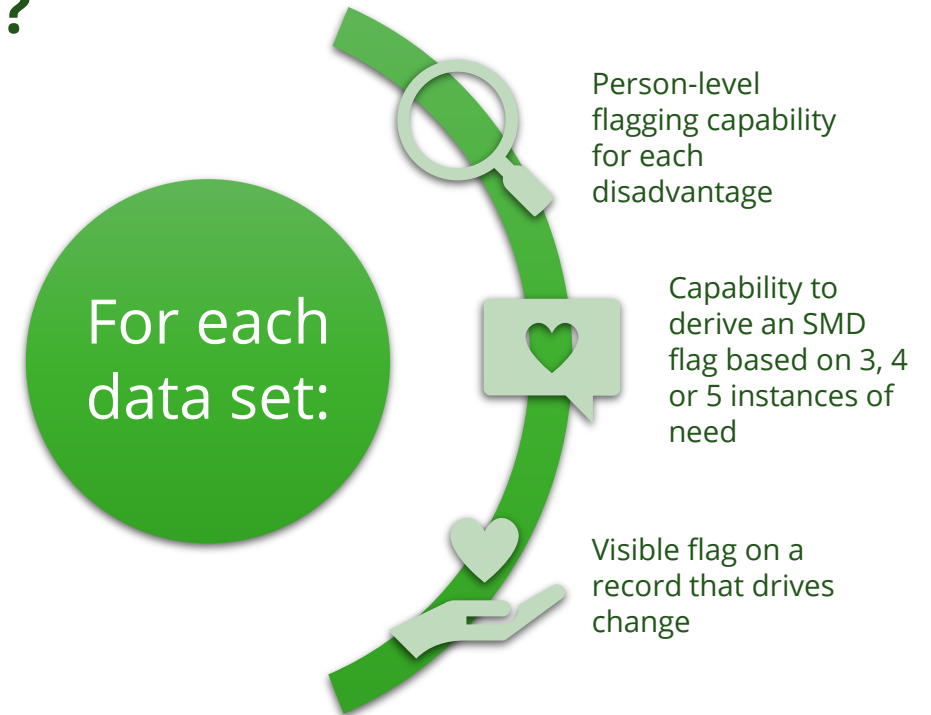 ?
For each
data set:
Person-level
flagging capability
for each
disadvantage
Capability to
derive an SMD
flag based on 3, 4
or 5 instances of
need
Visible flag on a
record that drives
change